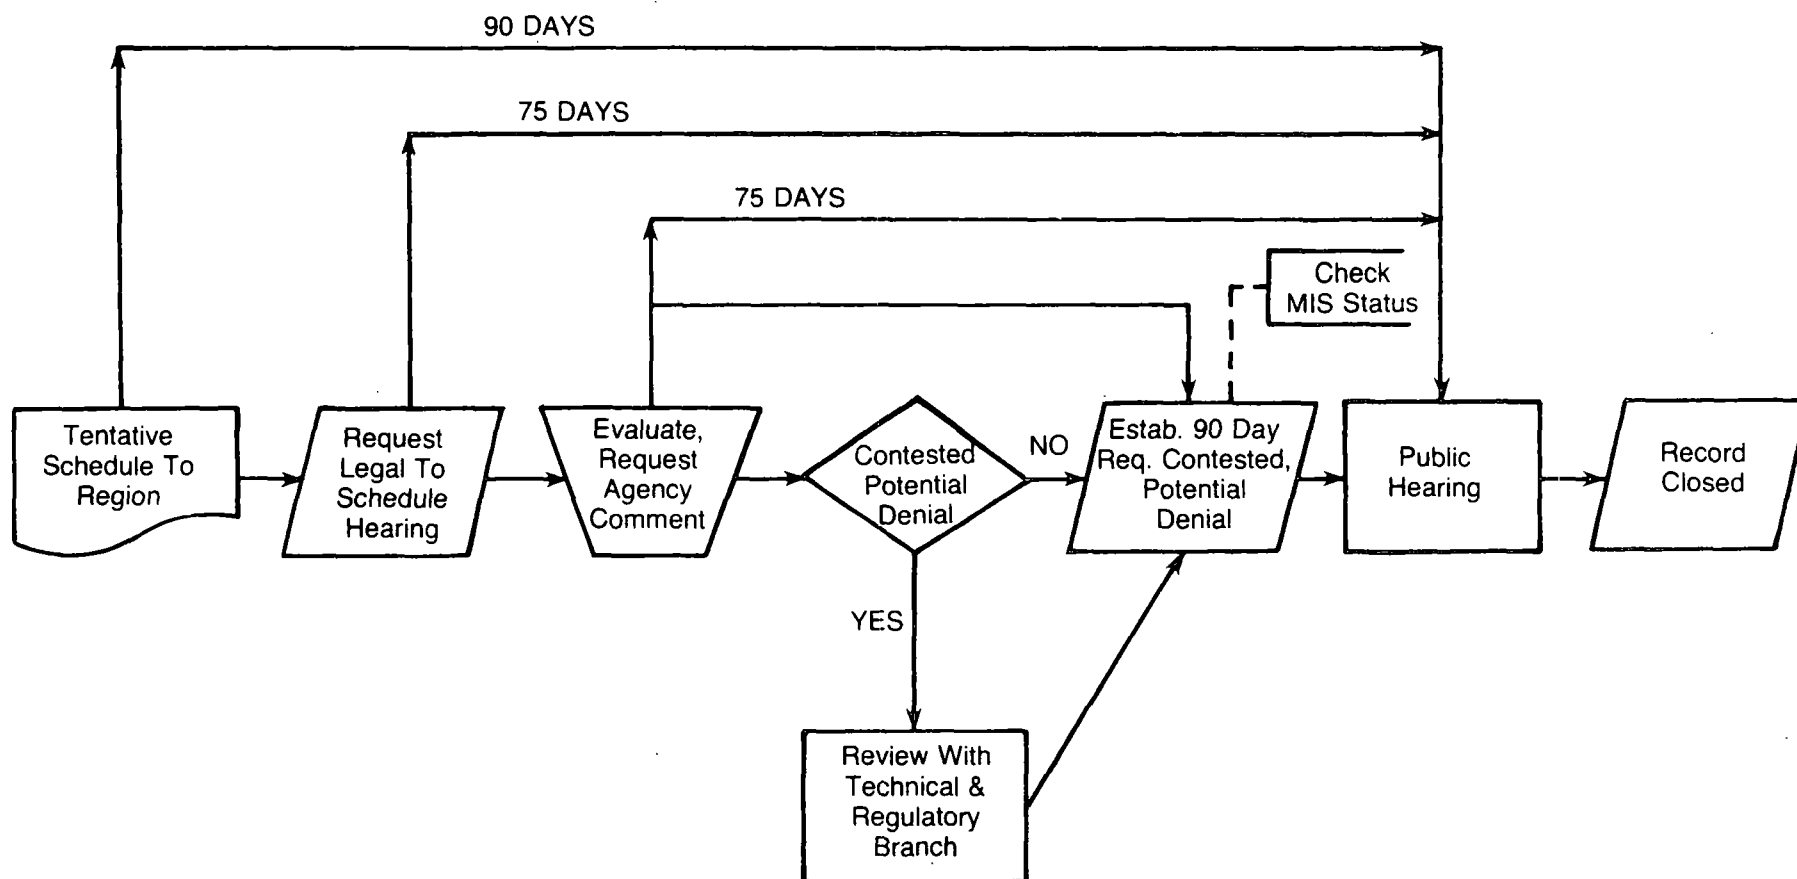 90 DAYS
75 DAYS
75 DAYS
Check
MIS Status
Tentative
Schedule To
Region
Request
Legal To
Schedule
Hearing
Evaluate,
Request
Agency
Comment
Contested
Potential
Denial
NO
Estab. 90 Day
Req. Contested,
Potential
Denial
Public
Hearing
Record
Closed
YES
Review With
Technical &
Regulatory
Branch